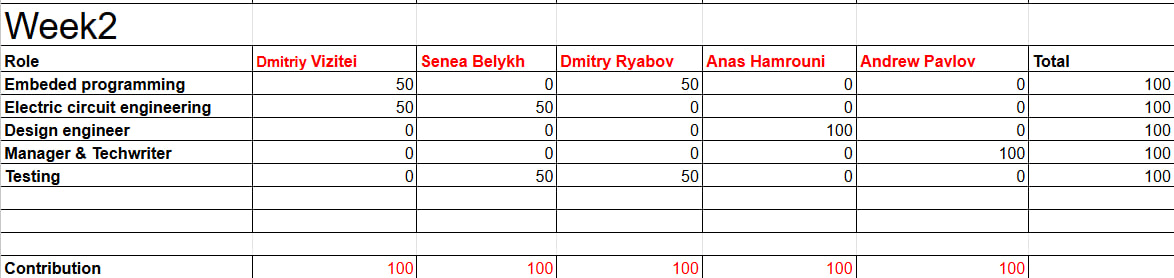 Week2
Role Dmitriy Vizitei Senea Belykh Dmitry Ryabov Anas Hamrouni Andrew Pavlov Total
Embeded programming 50 0 50 0 0 100
Electric circuit engineering 50 50 0 0 0 100
Design engineer 0 0 0 100 0 100
Manager & Techwriter 0 0 0 0 100 100
Testing 0 50 50 0 0 100
Contribution 100 100 100 100 100